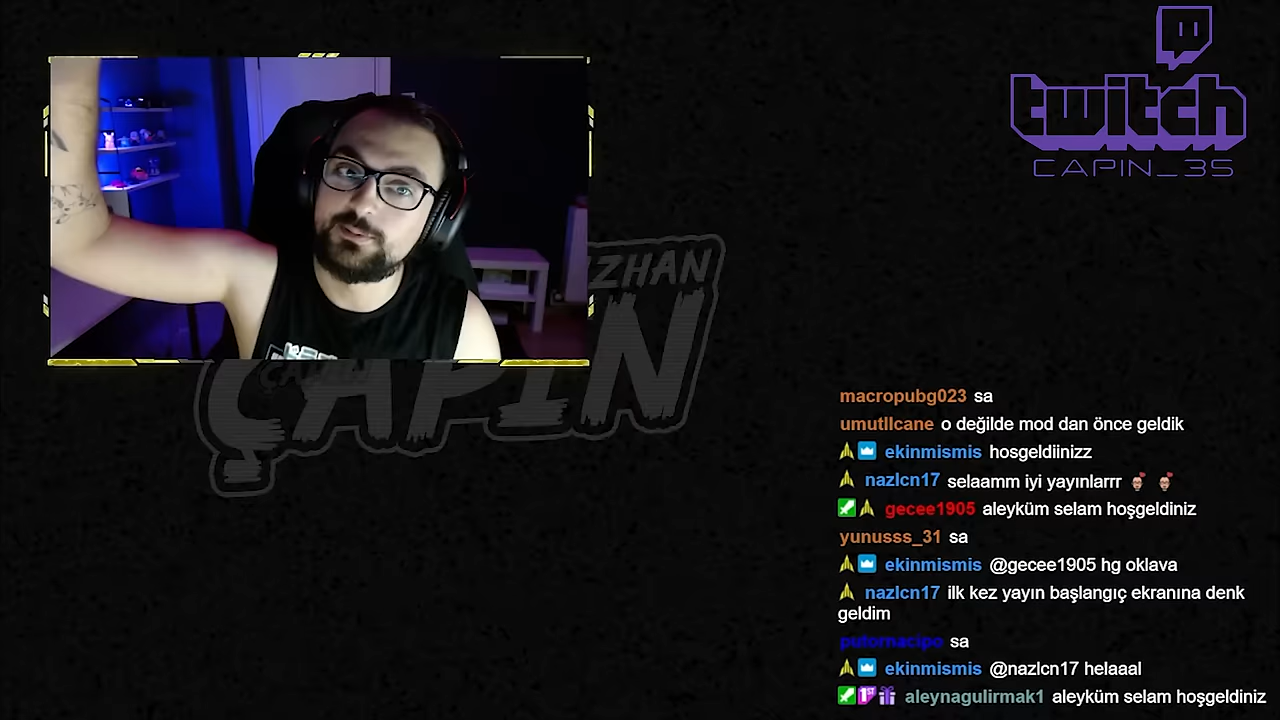 twitch
CAPIN_35
ZHAN
ÇAPIN
macropubg023 sa
umutllcane o değilde mod dan önce geldik
ekinmismis hosgeldiinizz
nazlcn17 selaamm iyi yayınlarrr
gecee1905 aleyküm selam hoşgeldiniz
yunusss_31 sa
ekinmismis @gecee1905 hg oklava
nazlcn17 ilk kez yayın başlangıç ekranına denk
geldim
putornacipo sa
ekinmismis @nazlcn17 helaaal
1ST aleynagulirmak1 aleyküm selam hoşgeldiniz